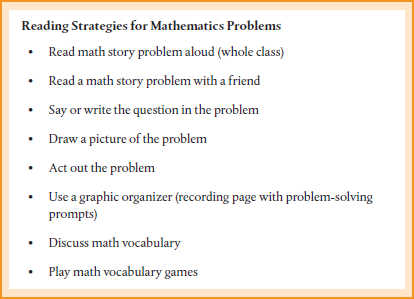 Reading Strategies for Mathematics Problems
• Read math story problem aloud (whole class)
• Read a math story problem with a friend
• Say or write the question in the problem
• Draw a picture of the problem
• Act out the problem
• Use a graphic organizer (recording page with problem-solving
prompts)
• Discuss math vocabulary
• Play math vocabulary games